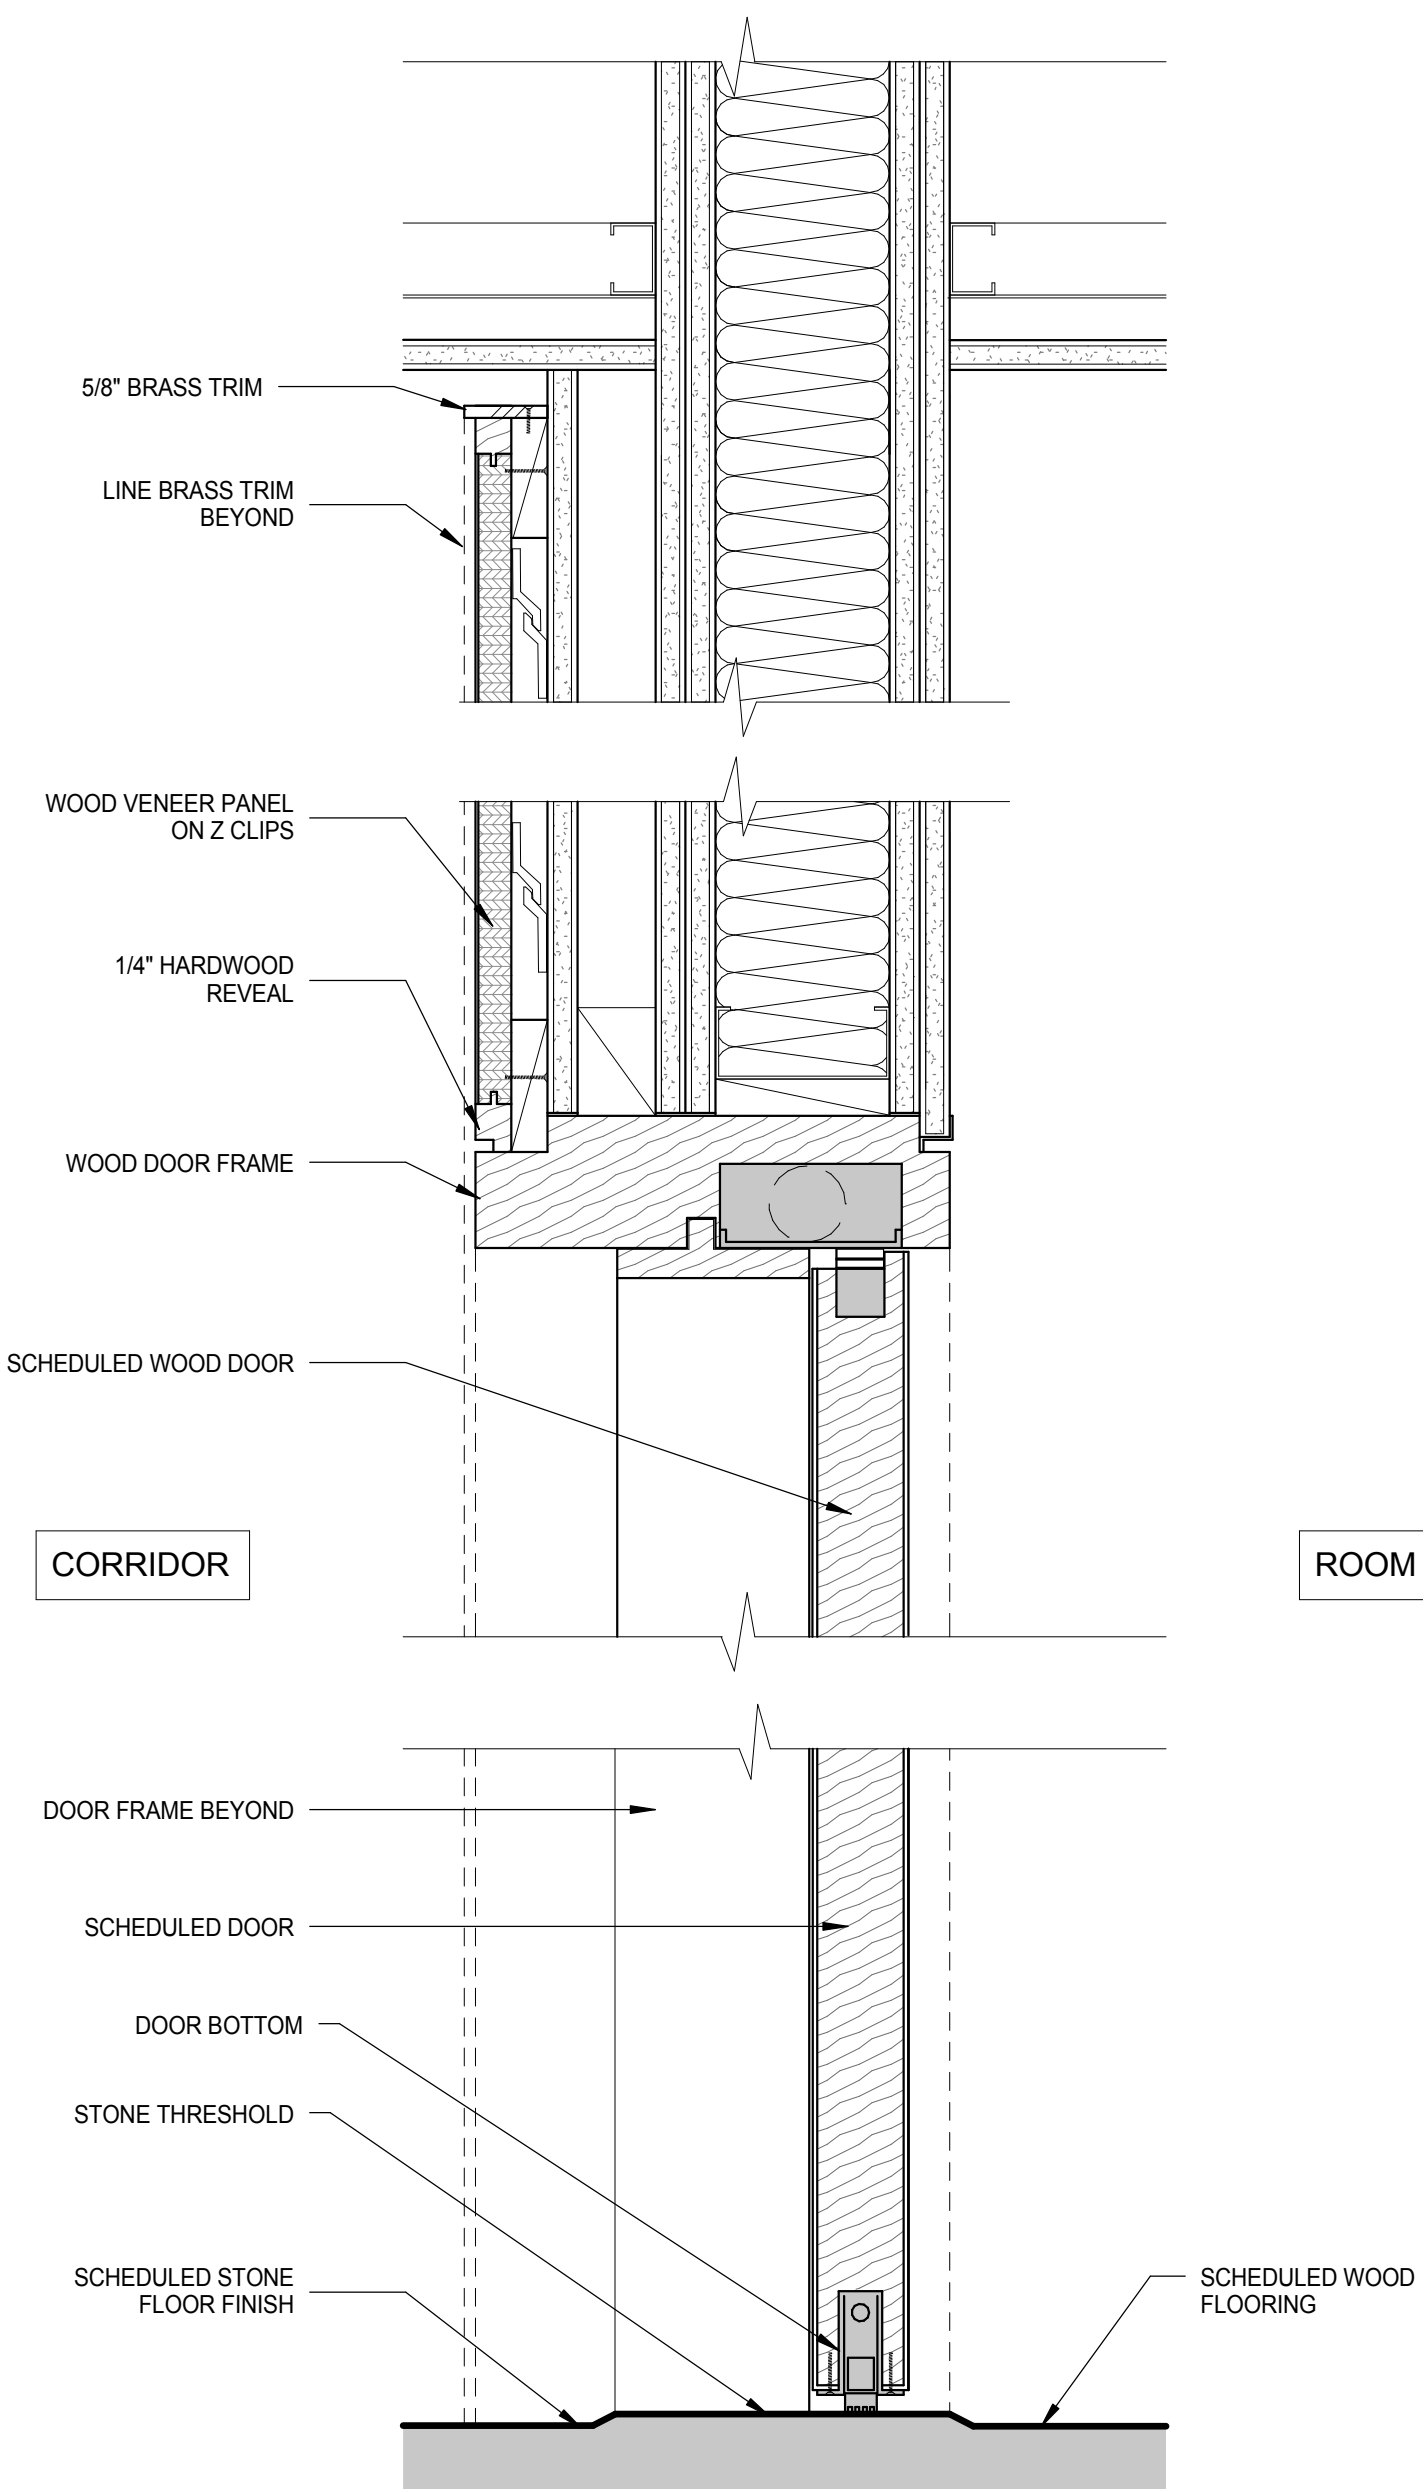 5/8" BRASS TRIM
LINE BRASS TRIM
BEYOND
WOOD VENEER PANEL
ON Z CLIPS
1/4" HARDWOOD
REVEAL
WOOD DOOR FRAME
SCHEDULED WOOD DOOR
CORRIDOR
ROOM
DOOR FRAME BEYOND
SCHEDULED DOOR
DOOR BOTTOM
STONE THRESHOLD
SCHEDULED STONE
FLOOR FINISH
SCHEDULED WOOD
FLOORING